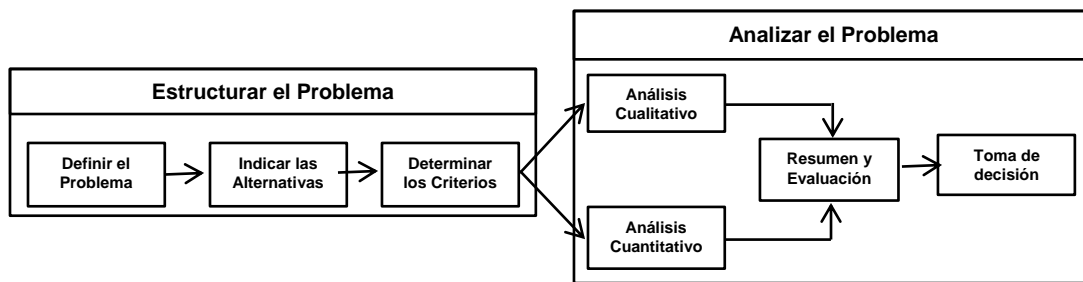 Estructurar el Problema
Definir el
Problema
Indicar las
Alternativas
Determinar
los Criterios
Analizar el Problema
Análisis
Cualitativo
Análisis
Cuantitativo
Resumen y
Evaluación
Toma de
decisión